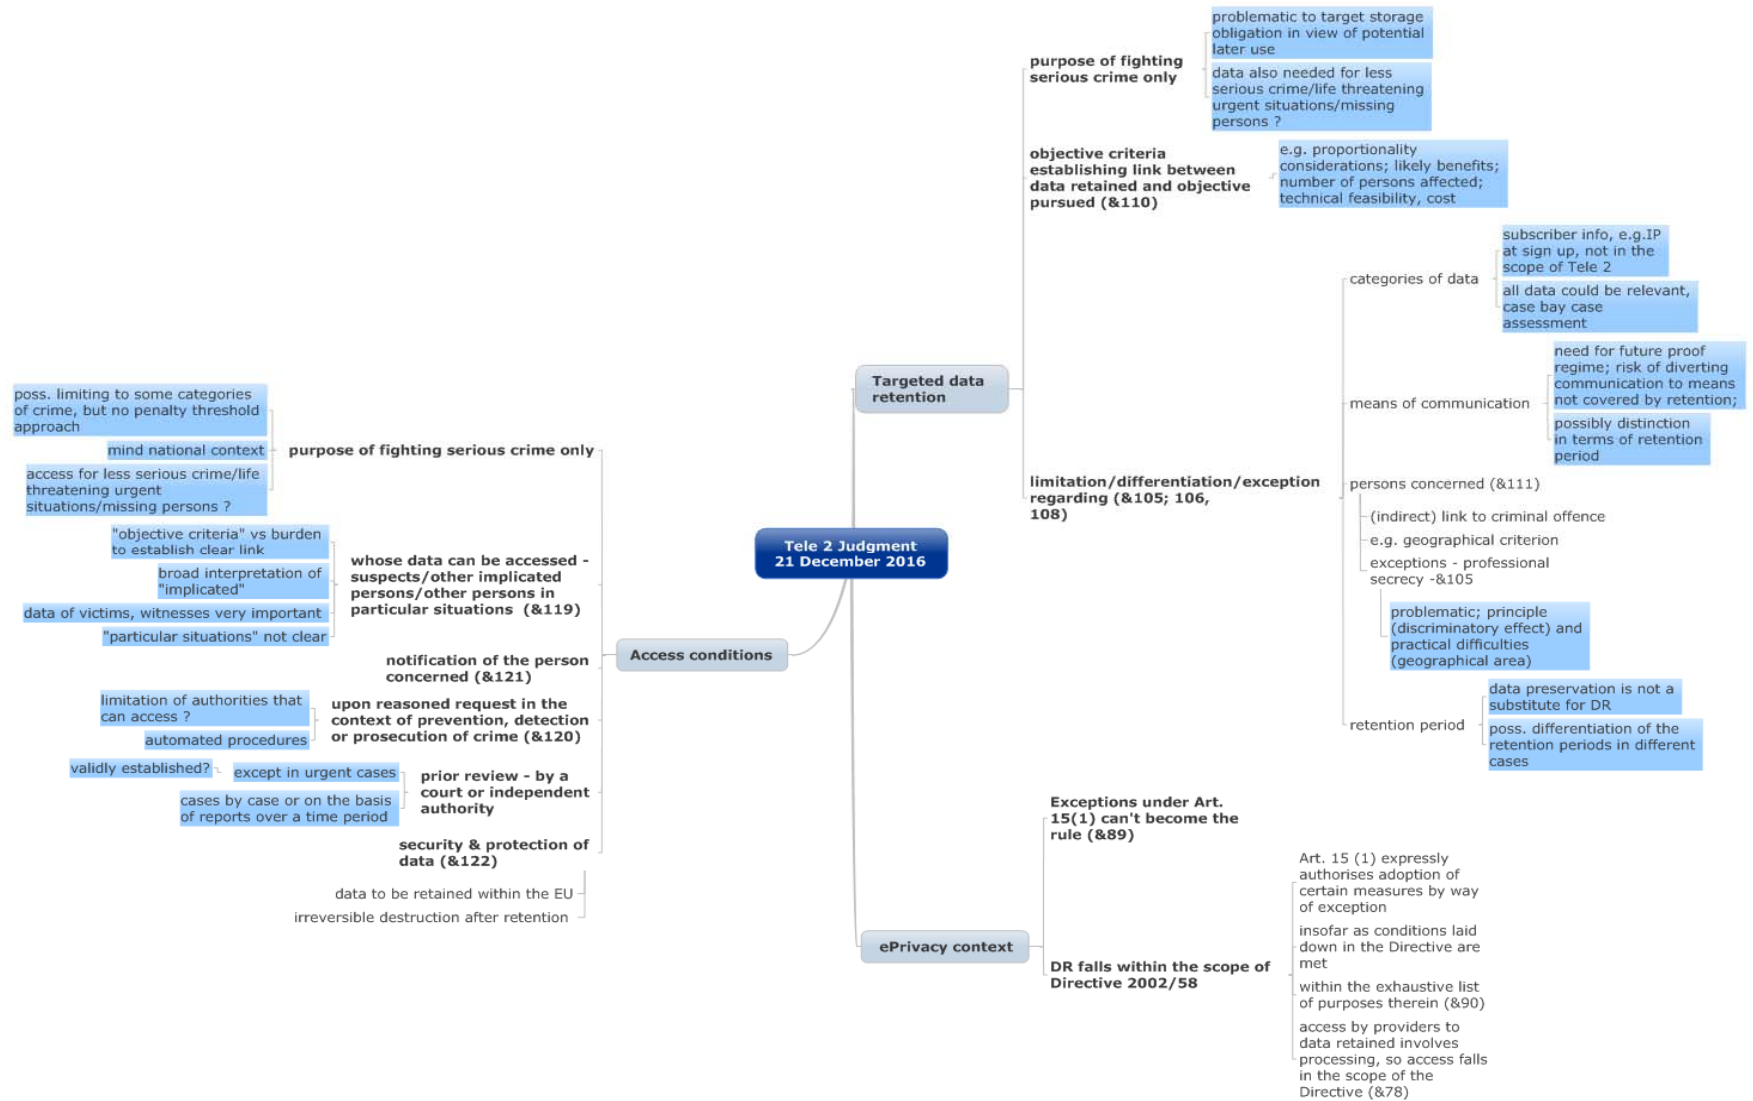 Tele 2 Judgment
21 December 2016
Targeted data
retention
purpose of fighting
serious crime only
problematic to target storage
obligation in view of potential
later use
data also needed for less
serious crime/life threatening
urgent situations/missing
persons ?
objective criteria
establishing link between
data retained and objective
pursued (&110)
e.g. proportionality
considerations; likely benefits;
number of persons affected;
technical feasibility, cost
limitation/differentiation/exception
regarding (&105; 106,
108)
categories of data
subscriber info, e.g.IP
at sign up, not in the
scope of Tele 2
all data could be relevant,
case bay case
assessment
means of communication
need for future proof
regime; risk of diverting
communication to means
not covered by retention;
possibly distinction
in terms of retention
period
persons concerned (&111)
(indirect) link to criminal offence
e.g. geographical criterion
exceptions - professional
secrecy -&105
problematic; principle
(discriminatory effect) and
practical difficulties
(geographical area)
retention period
data preservation is not a
substitute for DR
poss. differentiation of the
retention periods in different
cases
ePrivacy context
Exceptions under Art.
15(1) can't become the
rule (&89)
DR falls within the scope of
Directive 2002/58
Art. 15 (1) expressly
authorises adoption of
certain measures by way
of exception
insofar as conditions laid
down in the Directive are
met
within the exhaustive list
of purposes therein (&90)
access by providers to
data retained involves
processing, so access falls
in the scope of the
Directive (&78)
Access conditions
purpose of fighting serious crime only
poss. limiting to some categories
of crime, but no penalty threshold
approach
mind national context
access for less serious crime/life
threatening urgent
situations/missing persons ?
whose data can be accessed -
suspects/other implicated
persons/other persons in
particular situations (&119)
"objective criteria" vs burden
to establish clear link
broad interpretation of
"implicated"
data of victims, witnesses very important
"particular situations" not clear
notification of the person
concerned (&121)
upon reasoned request in the
context of prevention, detection
or prosecution of crime (&120)
limitation of authorities that
can access ?
automated procedures
prior review - by a
court or independent
authority
except in urgent cases
validly established?
cases by case or on the basis
of reports over a time period
security & protection of
data (&122)
data to be retained within the EU
irreversible destruction after retention